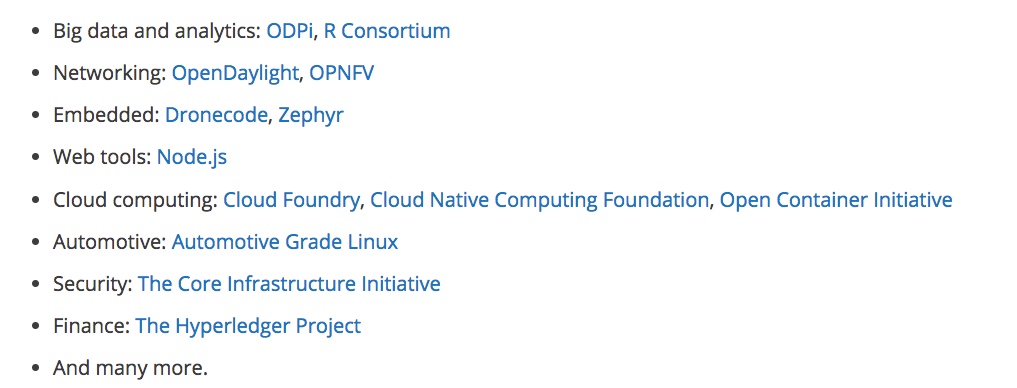 • Big data and analytics: ODPi, R Consortium
• Networking: OpenDaylight, OPNFV
• Embedded: Dronecode, Zephyr
• Web tools: Node.js
• Cloud computing: Cloud Foundry, Cloud Native Computing Foundation, Open Container Initiative
• Automotive: Automotive Grade Linux
• Security: The Core Infrastructure Initiative
• Finance: The Hyperledger Project
• And many more.